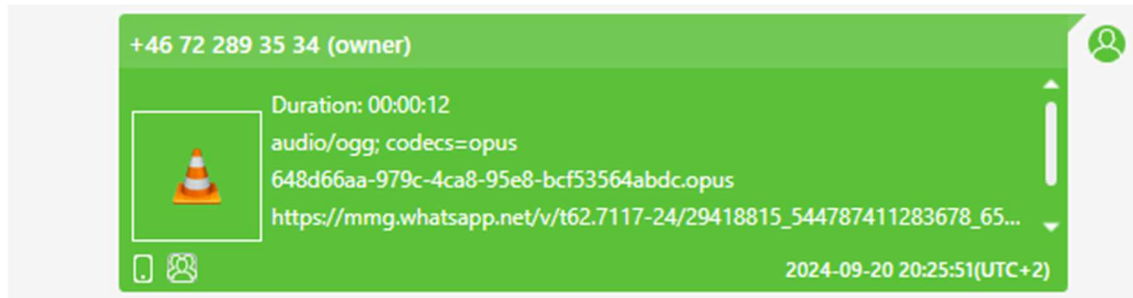 +46 72 289 35 34 (owner)
Duration: 00:00:12
audio/ogg; codecs=opus
648d66aa-979c-4ca8-95e8-bcf53564abdc.opus
https://mmg.whatsapp.net/v/t62.7117-24/29418815_544787411283678_65...
2024-09-20 20:25:51(UTC+2)